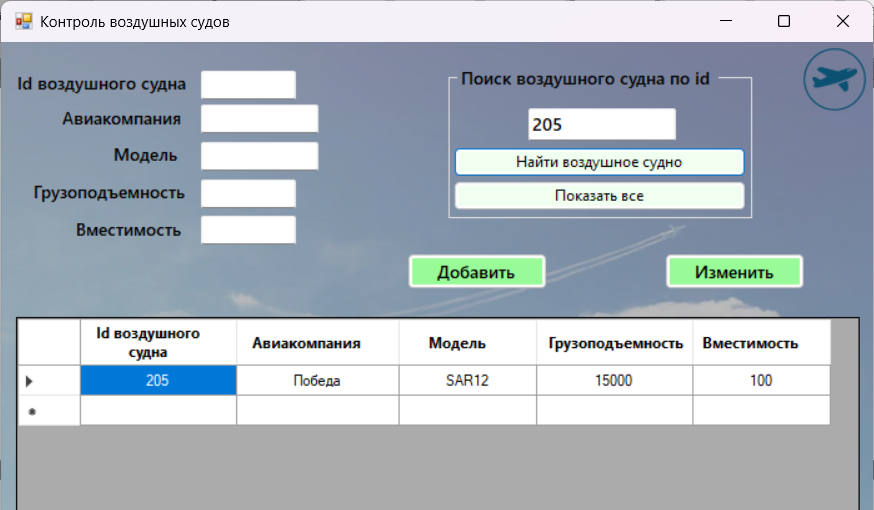 Контроль воздушных судов
Id воздушного судна
Авиакомпания
Модель
Грузоподъемность
Вместимость
Поиск воздушного судна по id
205
Найти воздушное судно
Показать все
Добавить
Изменить
Id воздушного судна Авиакомпания Модель Грузоподъемность Вместимость
205 Победа SAR12 15000 100